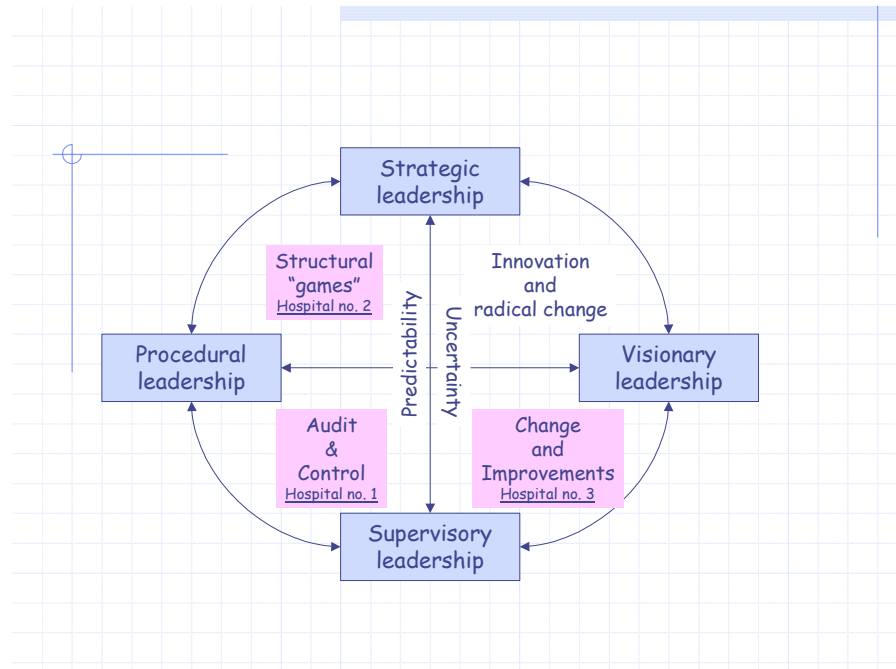 Strategic
leadership
Structural
“games”
Hospital no. 2
Innovation
and
radical change
Predictability
Uncertainty
Procedural
leadership
Visionary
leadership
Audit
&
Control
Hospital no. 1
Change
and
Improvements
Hospital no. 3
Supervisory
leadership